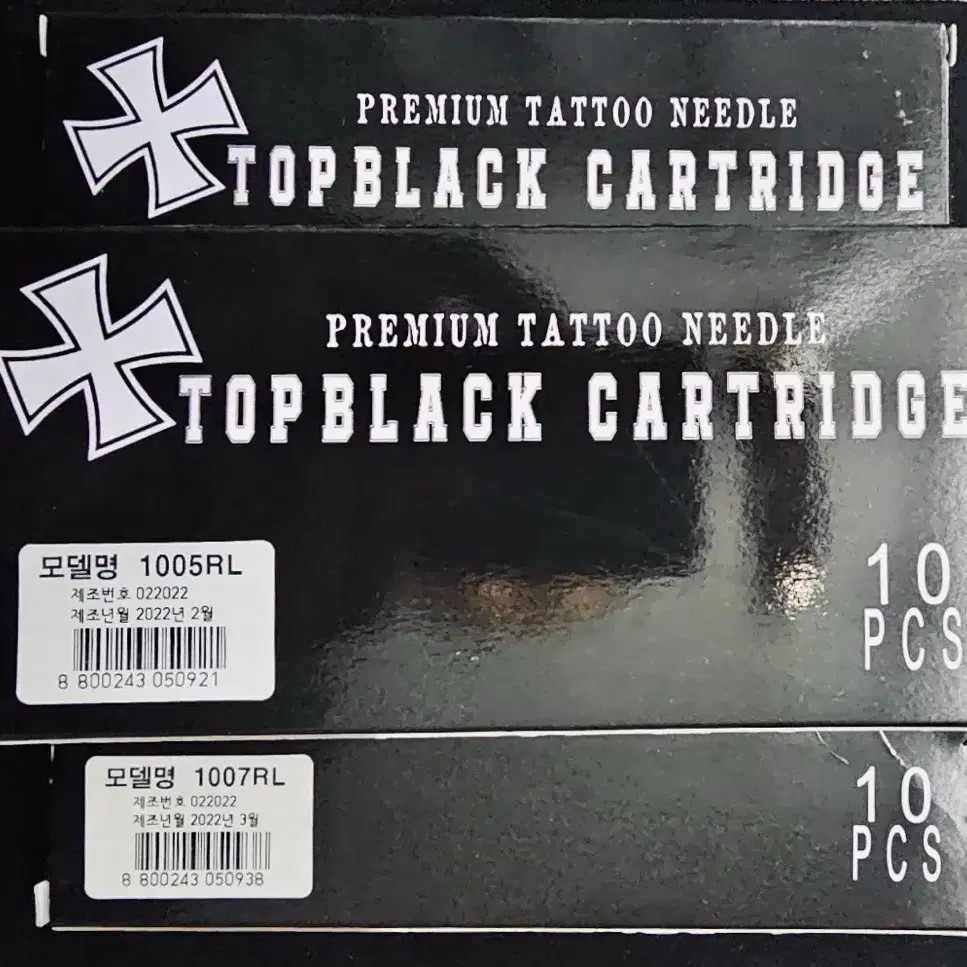 PREMIUM TATTOO NEEDLE
TOPBLACK CARTRIDGE
PREMIUM TATTOO NEEDLE
TOPBLACK CARTRIDGE
모델명 1005RL
제조번호 022022
제조년월 2022년 2월
8 800243 050921
10
PCS
모델명 1007RL
제조번호 022022
제조년월 2022년 3월
8 800243 050938
10
PCS